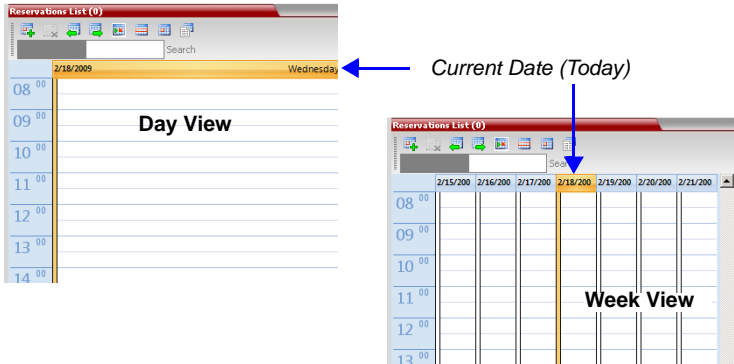 Reservations List (0)
Search
2/18/2009 Wednesday
08 00
09 00
10 00
11 00
12 00
13 00
14 00
Day View
Current Date (Today)
Reservations List (0)
Sea
2/15/200 2/16/200 2/17/200 2/18/200 2/19/200 2/20/200 2/21/200
08 00
09 00
10 00
11 00
12 00
13 00
Week View